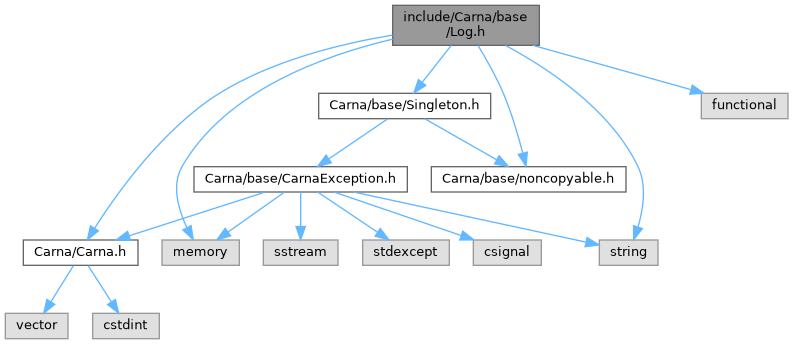 include/Carna/base
/Log.h
Carna/base/Singleton.h
functional
Carna/base/CarnaException.h
Carna/base/noncopyable.h
Carna/Carna.h
memory
sstream
stdexcept
csignal
string
vector
cstdint